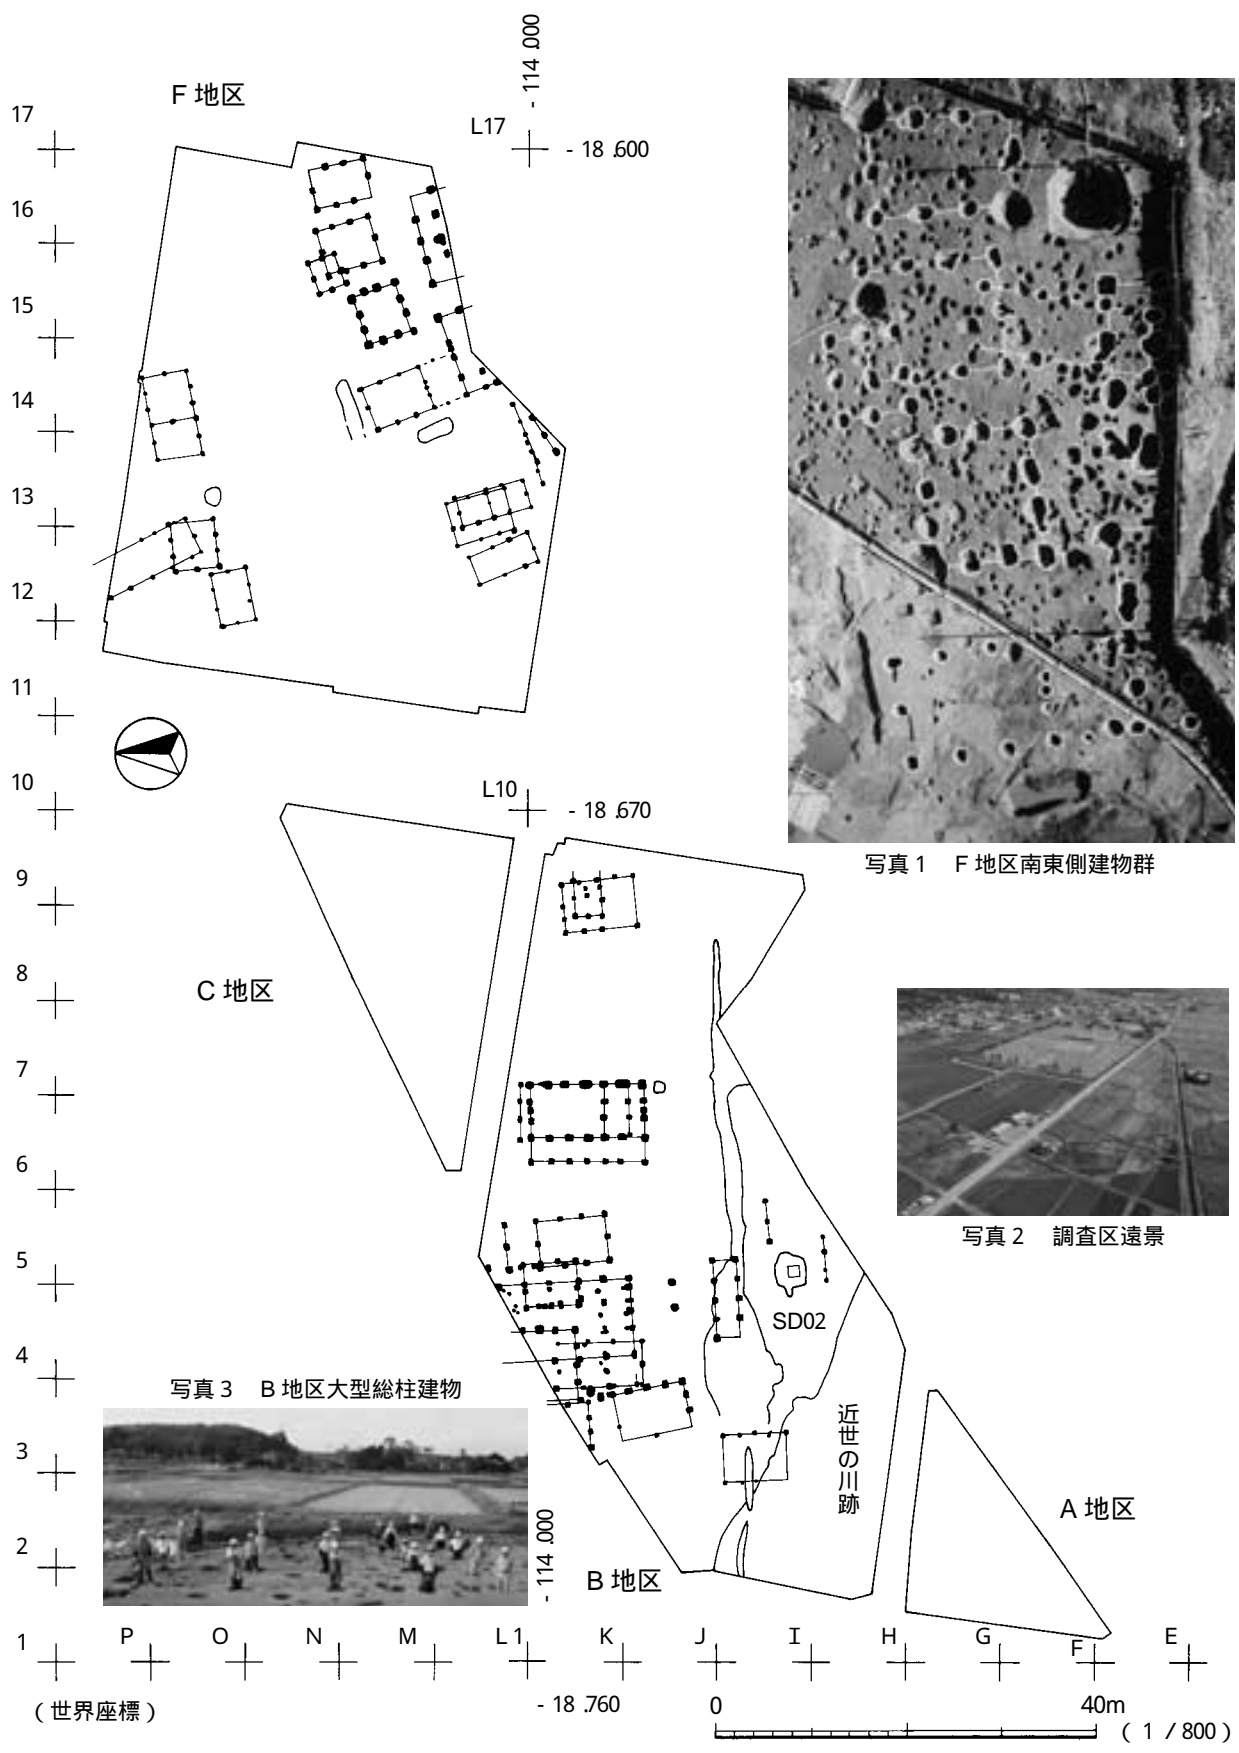 F 地区
- 114 .000
17
L17
- 18 .600
16
15
14
13
12
11
10
L10
- 18 .670
写真 1 F 地区南東側建物群
9
8
C 地区
7
6
写真 2 調査区遠景
5
SD02
4
写真 3 B 地区大型総柱建物
近世の川跡
3
A 地区
2
- 114 .000
B 地区
1
P O N M L1 K J I H G F E
( 世界座標 )
- 18 .760
0 40m
( 1 / 800 )